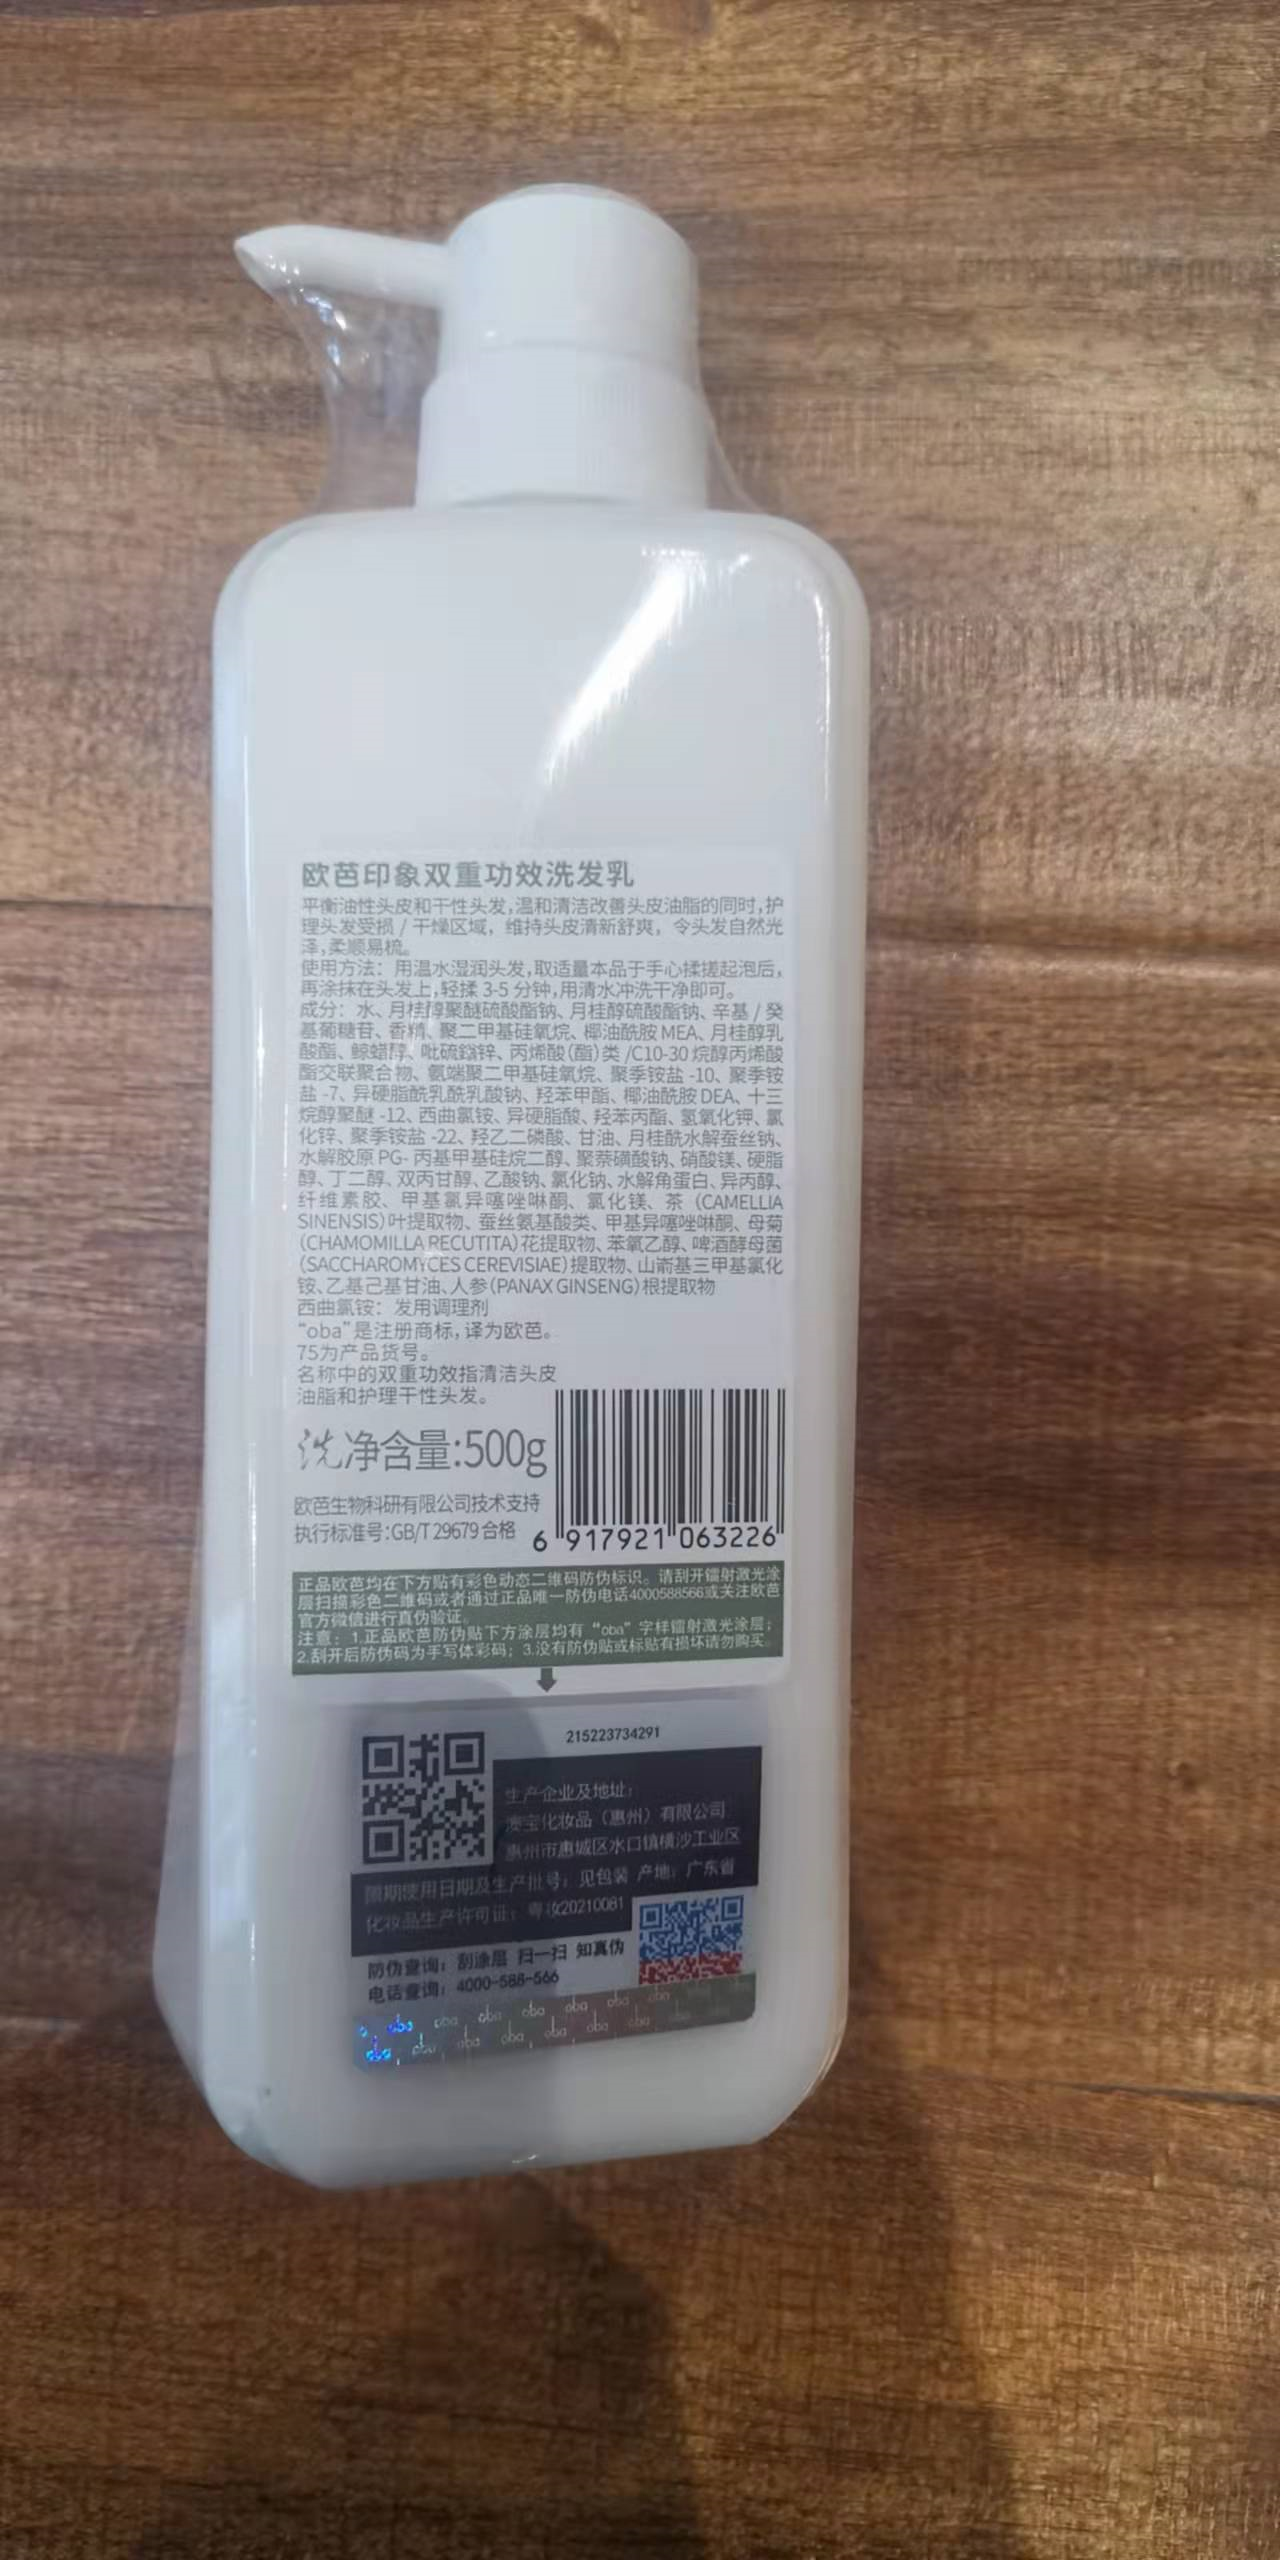 欧芭印象双重功效洗发乳
平衡油性头皮和干性头发,温和清洁改善头皮油脂的同时,护
理头发受损/干燥区域，维持头皮清新舒爽，令头发自然光
泽,柔顺易梳。
使用方法：用温水湿润头发,取适量本品于手心揉搓起泡后,
再涂抹在头发上,轻揉 3-5 分钟,用清水冲洗干净即可。
成分：水、月桂醇聚醚硫酸酯钠、月桂醇硫酸酯钠、辛基/癸
基葡糖苷、香精、聚二甲基硅氧烷、椰油酰胺 MEA、月桂醇乳
酸酯、鲸蜡醇、吡硫鎓锌、丙烯酸(酯)类 /C10-30 烷醇丙烯酸
酯交联聚合物、氨端聚二甲基硅氧烷、聚季铵盐 -10、聚季铵
盐 -7、异硬脂酰乳酰乳酸钠、羟苯甲酯、椰油酰胺 DEA、十三
烷醇聚醚 -12、西曲氯铵、异硬脂酸、羟苯丙酯、氢氧化钾、氯
化锌、聚季铵盐 -22、羟乙二磷酸、甘油、月桂酰水解蚕丝钠、
水解胶原 PG- 丙基甲基硅烷二醇、聚萘磺酸钠、硝酸镁、硬脂
醇、丁二醇、双丙甘醇、乙酸钠、氯化钠、水解角蛋白、异丙醇、
纤维素胶、甲基氯异噻唑啉酮、氯化镁、茶 (CAMELLIA
SINENSIS)叶提取物、蚕丝氨基酸类、甲基异噻唑啉酮、母菊
(CHAMOMILLA RECUTITA)花提取物、苯氧乙醇、啤酒酵母菌
(SACCHAROMYCES CEREVISIAE)提取物、山嵛基三甲基氯化
铵、乙基己基甘油、人参(PANAX GINSENG)根提取物
西曲氯铵：发用调理剂
“oba”是注册商标,译为欧芭。
75为产品货号。
名称中的双重功效指清洁头皮
油脂和护理干性头发。
洗净含量:500g
欧芭生物科研有限公司技术支持
执行标准号:GB/T 29679 合格
6 917921 063226
正品欧芭均在下方贴有彩色动态二维码防伪标识。请刮开镭射激光涂
层扫描彩色二维码或者通过正品唯一防伪电话4000588566或关注欧芭
官方微信进行真伪验证。
注意：1.正品欧芭防伪贴下方涂层均有“oba”字样镭射激光涂层；
2.刮开后防伪码为手写体彩码；3.没有防伪贴或标贴有损坏请勿购买。
215223734291
生产企业及地址：
澳宝化妆品（惠州）有限公司
惠州市惠城区水口镇横沙工业区
限期使用日期及生产批号：见包装 产地：广东省
化妆品生产许可证：粤妆20210081
防伪查询：刮涂层 扫一扫 知真伪
电话查询：4000-588-566
oba oba oba oba oba oba oba
oba oba oba oba oba oba oba